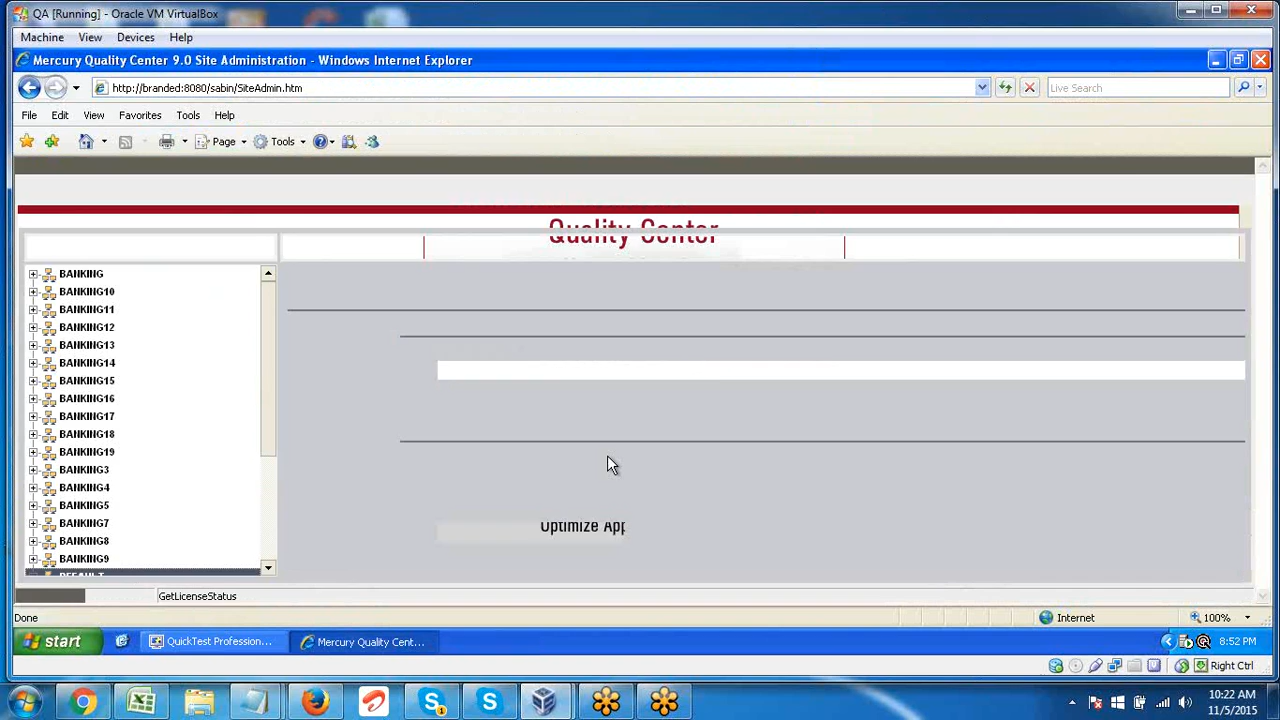 QA [Running] - Oracle VM VirtualBox
Machine View Devices Help
Mercury Quality Center 9.0 Site Administration - Windows Internet Explorer
http://branded:8080/sabin/SiteAdmin.htm
Live Search
File Edit View Favorites Tools Help
Page Tools
Quality Center
BANKING
BANKING10
BANKING11
BANKING12
BANKING13
BANKING14
BANKING15
BANKING16
BANKING17
BANKING18
BANKING19
BANKING3
BANKING4
BANKING5
BANKING7
BANKING8
BANKING9
DEFAULT
Optimize App
GetLicenseStatus
Done Internet 100%
start QuickTest Profession... Mercury Quality Cent... 8:52 PM
Right Ctrl
10:22 AM
11/5/2015